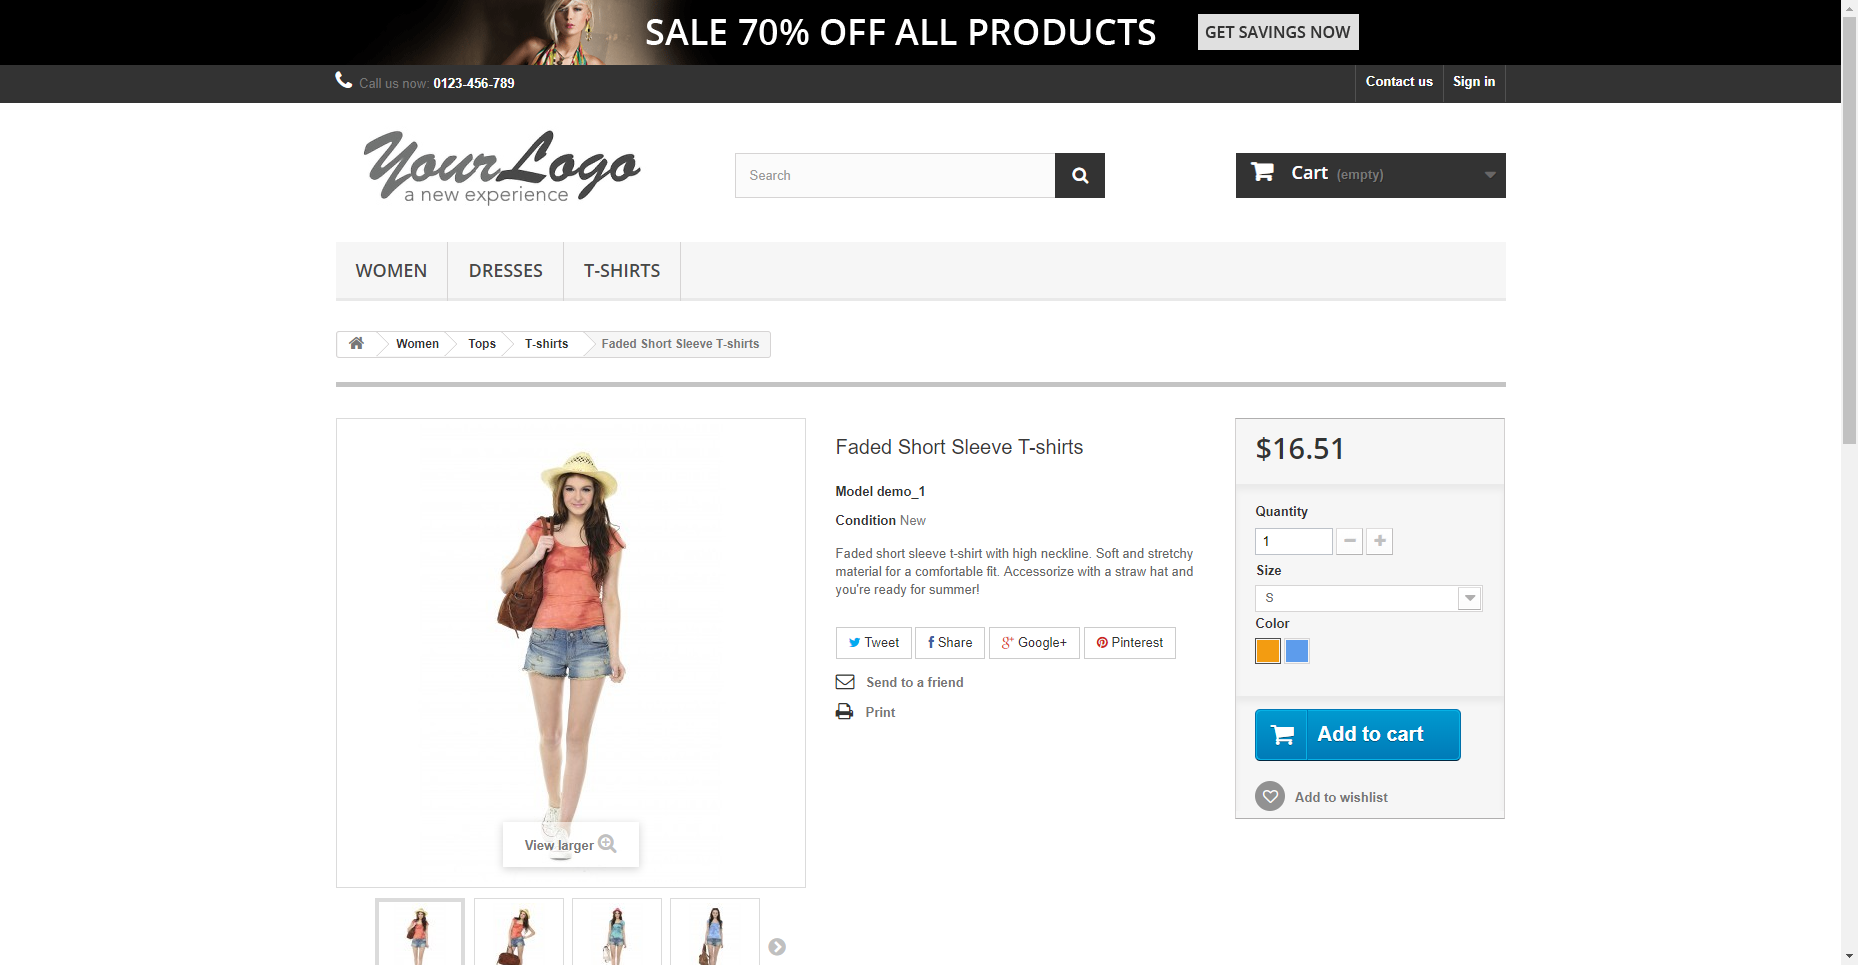 SALE 70% OFF ALL PRODUCTS GET SAVINGS NOW
Call us now: 0123-456-789 Contact us Sign in
YourLogo
a new experience
Search
Cart (empty)
WOMEN DRESSES T-SHIRTS
Women Tops T-shirts Faded Short Sleeve T-shirts
Faded Short Sleeve T-shirts
Model demo_1
Condition New
Faded short sleeve t-shirt with high neckline. Soft and stretchy
material for a comfortable fit. Accessorize with a straw hat and
you're ready for summer!
Tweet Share Google+ Pinterest
Send to a friend
Print
View larger
$16.51
Quantity
1
Size
S
Color
Add to cart
Add to wishlist